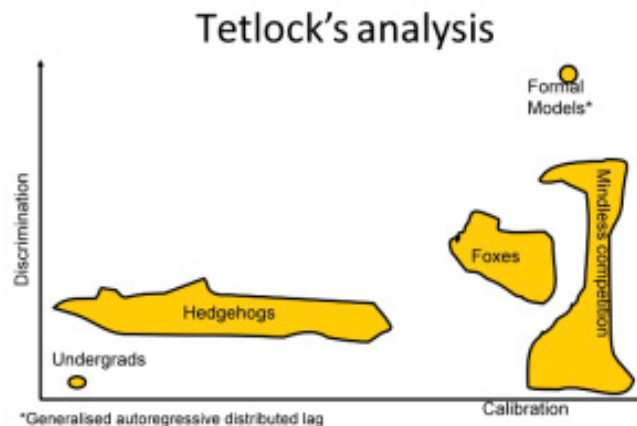 Tetlock's analysis
Formal
Models*
Discrimination
Mindless competition
Foxes
Hedgehogs
Undergrads
Calibration
*Generalised autoregressive distributed lag